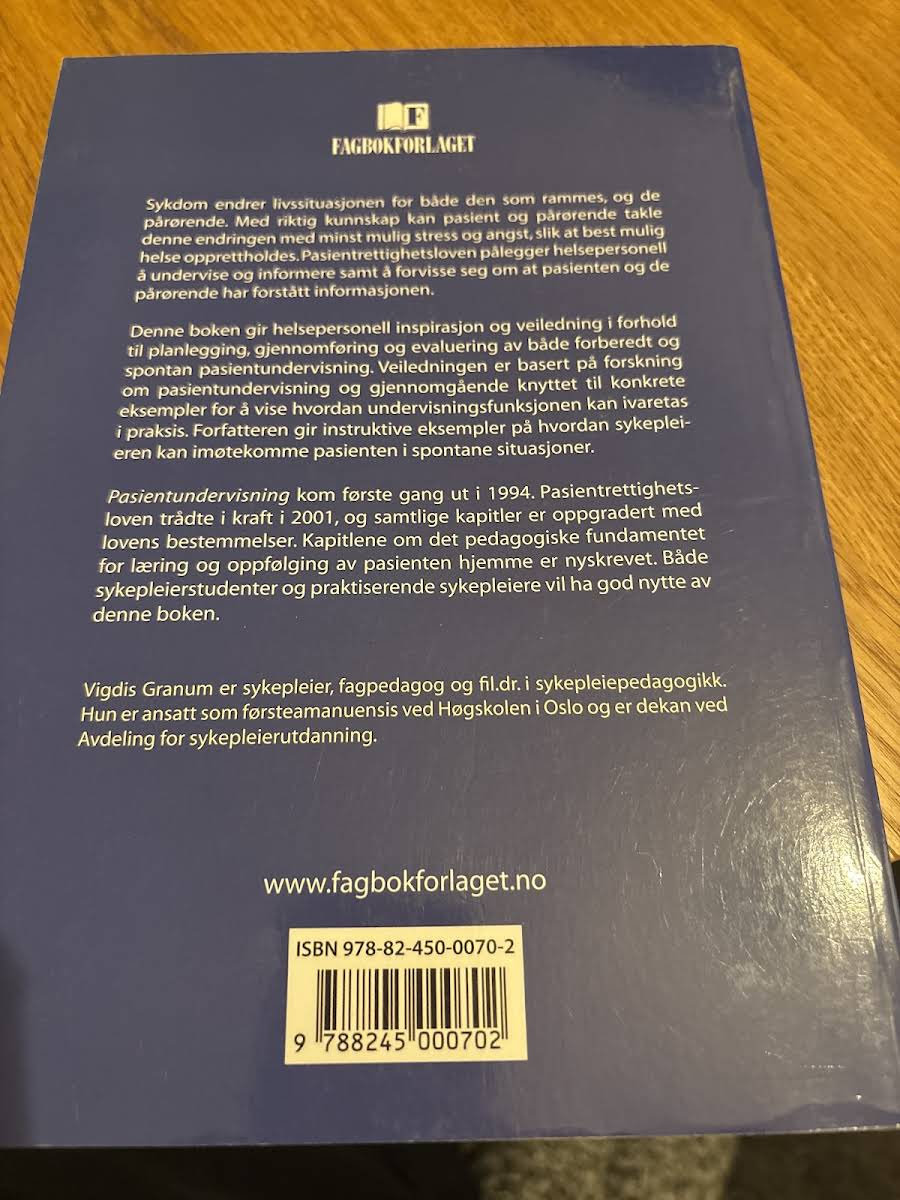 F
FAGBOKFORLAGET
Sykdom endrer livssituasjonen for både den som rammes, og de
pårørende. Med riktig kunnskap kan pasient og pårørende takle
denne endringen med minst mulig stress og angst, slik at best mulig
helse opprettholdes. Pasientrettighetsloven pålegger helsepersonell
å undervise og informere samt å forvisse seg om at pasienten og de
pårørende har forstått informasjonen.
Denne boken gir helsepersonell inspirasjon og veiledning i forhold
til planlegging, gjennomføring og evaluering av både forberedt og
spontan pasientundervisning. Veiledningen er basert på forskning
om pasientundervisning og gjennomgående knyttet til konkrete
eksempler for å vise hvordan undervisningsfunksjonen kan ivaretas
i praksis. Forfatteren gir instruktive eksempler på hvordan sykeplei-
eren kan imøtekomme pasienten i spontane situasjoner.
Pasientundervisning kom første gang ut i 1994. Pasientrettighets-
loven trådte i kraft i 2001, og samtlige kapitler er oppgradert med
lovens bestemmelser. Kapitlene om det pedagogiske fundamentet
for læring og oppfølging av pasienten hjemme er nyskrevet. Både
sykepleierstudenter og praktiserende sykepleiere vil ha god nytte av
denne boken.
Vigdis Granum er sykepleier, fagpedagog og fil.dr. i sykepleiepedagogikk.
Hun er ansatt som førsteamanuensis ved Høgskolen i Oslo og er dekan ved
Avdeling for sykepleierutdanning.
www.fagbokforlaget.no
ISBN 978-82-450-0070-2
9 788245 000702